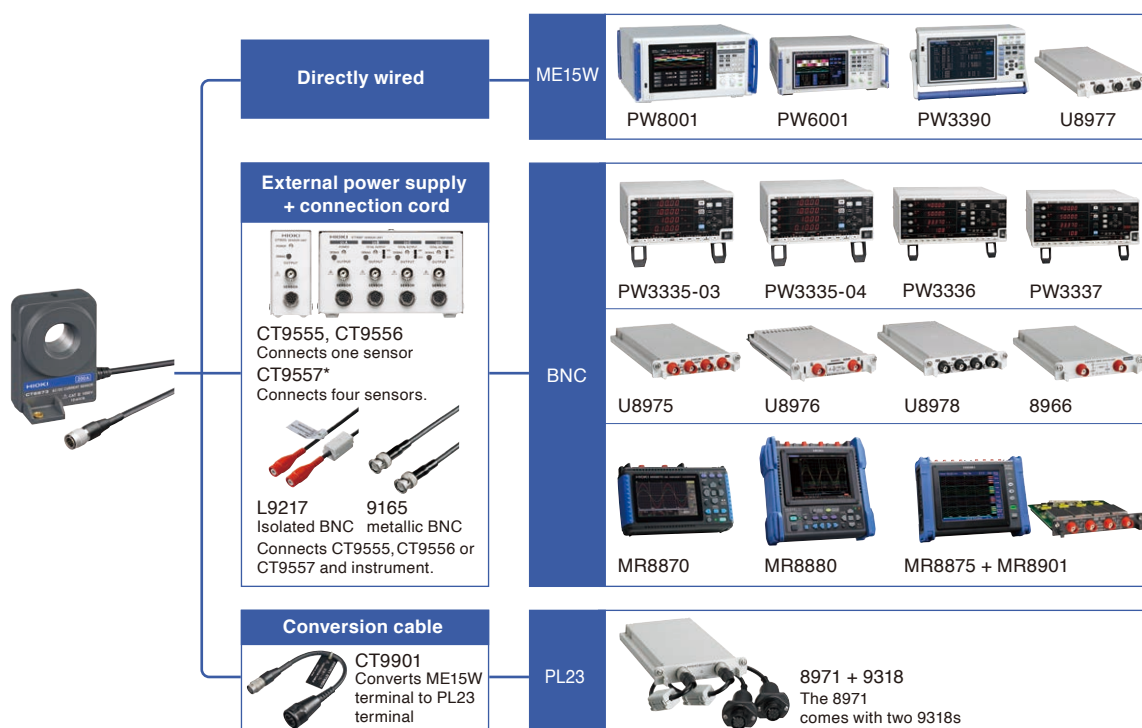 Directly wired
ME15W
PW8001
PW6001
PW3390
U8977
External power supply
+ connection cord
HIOKI
HIOKI
CT9555, CT9556
Connects one sensor
CT9557*
Connects four sensors.
L9217
Isolated BNC
9165
metallic BNC
Connects CT9555, CT9556 or
CT9557 and instrument.
HIOKI
BNC
PW3335-03
PW3335-04
PW3336
PW3337
U8975
U8976
U8978
8966
MR8870
MR8880
MR8875 + MR8901
Conversion cable
CT9901
Converts ME15W
terminal to PL23
terminal
PL23
8971 + 9318
The 8971
comes with two 9318s